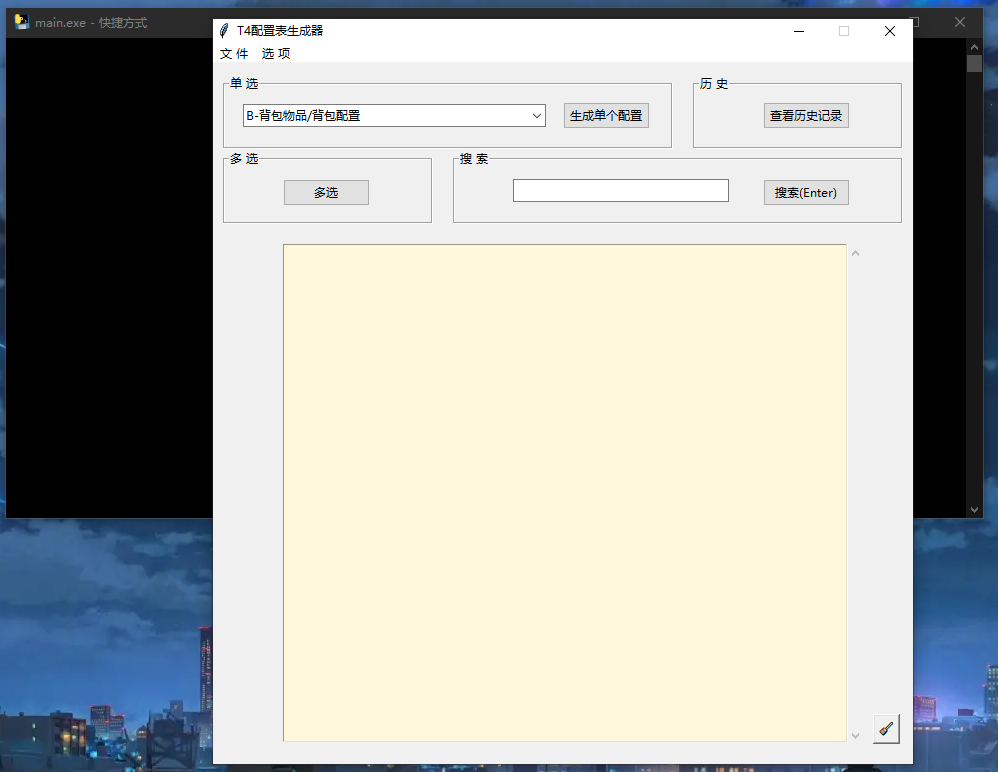 main.exe - 快捷方式
T4配置表生成器
文 件 选 项
单 选
历 史
B-背包物品/背包配置
生成单个配置
查看历史记录
多 选
搜 索
多选
搜索(Enter)